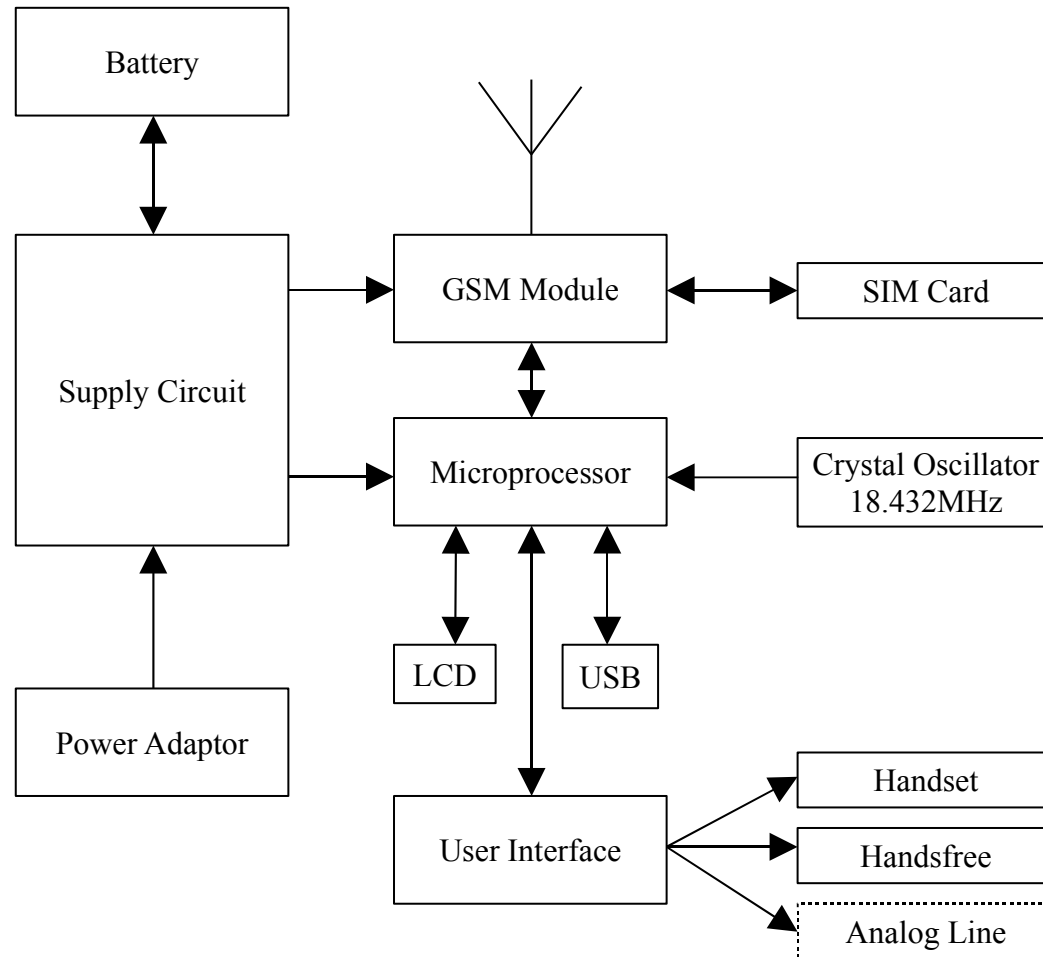 Battery
GSM Module
SIM Card
Supply Circuit
Microprocessor
Crystal Oscillator
18.432MHz
LCD
USB
Power Adaptor
Handset
User Interface
Handsfree
Analog Line